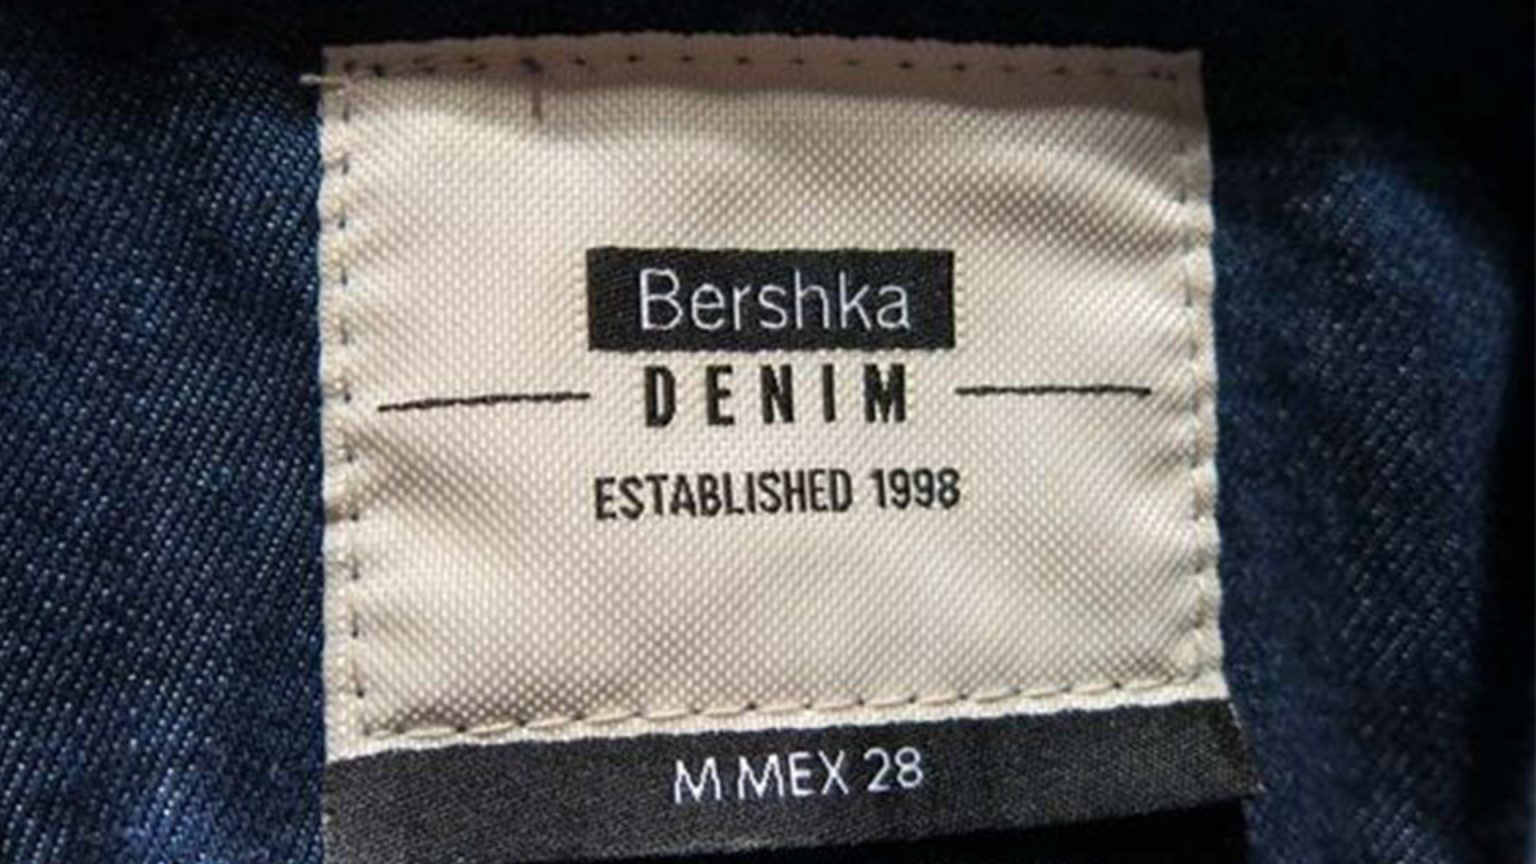 Bershka
DENIM
ESTABLISHED 1998
M MEX 28